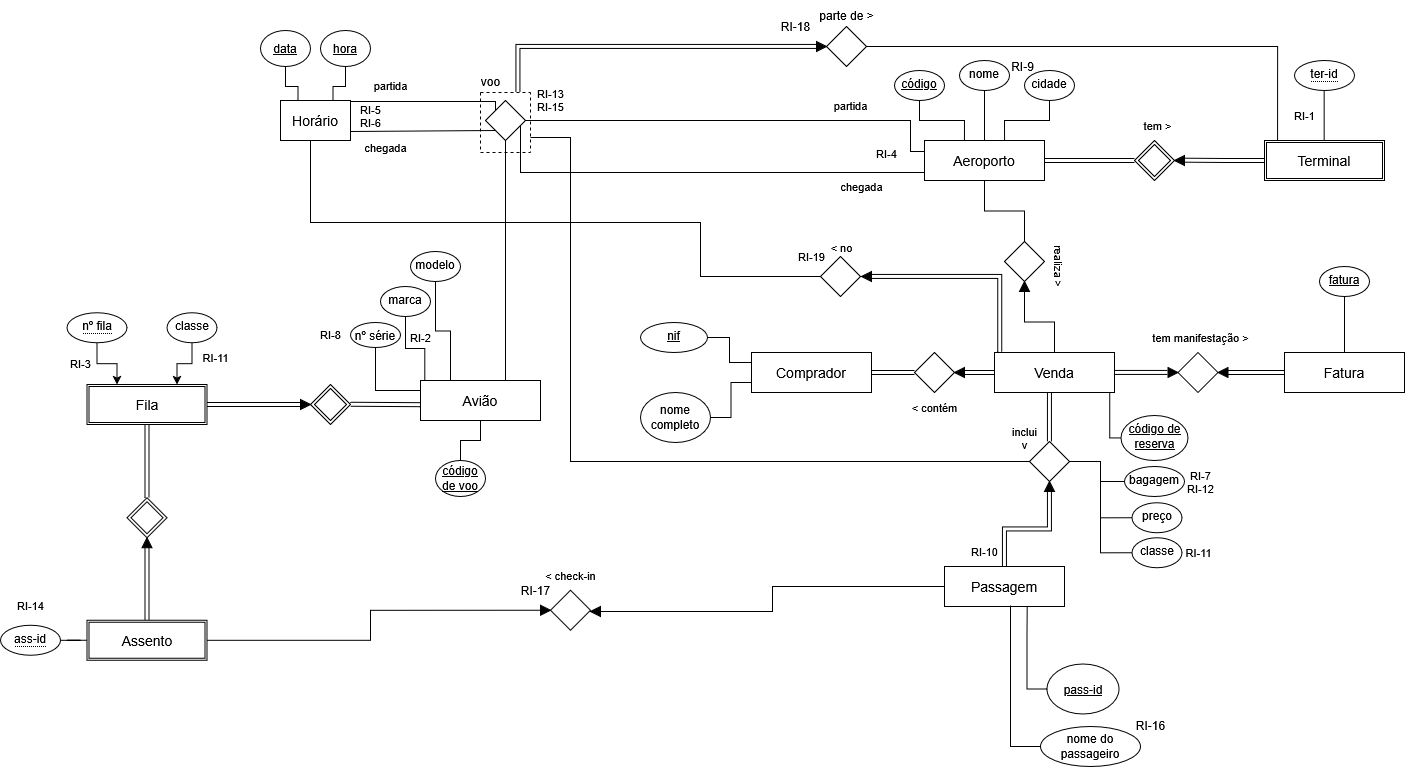 parte de >
RI-18
data
hora
nome
RI-9
código
cidade
ter-id
voo
partida
RI-13
RI-15
partida
RI-5
RI-6
Horário
RI-1
tem >
chegada
RI-4
Aeroporto
Terminal
chegada
< no
RI-19
realiza >
modelo
marca
fatura
nº fila
classe
RI-8
nº série
RI-2
nif
tem manifestação >
RI-3
RI-11
Comprador
Venda
Fatura
Fila
Avião
nome
completo
< contém
código de
reserva
inclui
v
código
de voo
bagagem
RI-7
RI-12
preço
RI-10
classe
RI-11
< check-in
RI-17
Passagem
RI-14
ass-id
Assento
pass-id
RI-16
nome do
passageiro